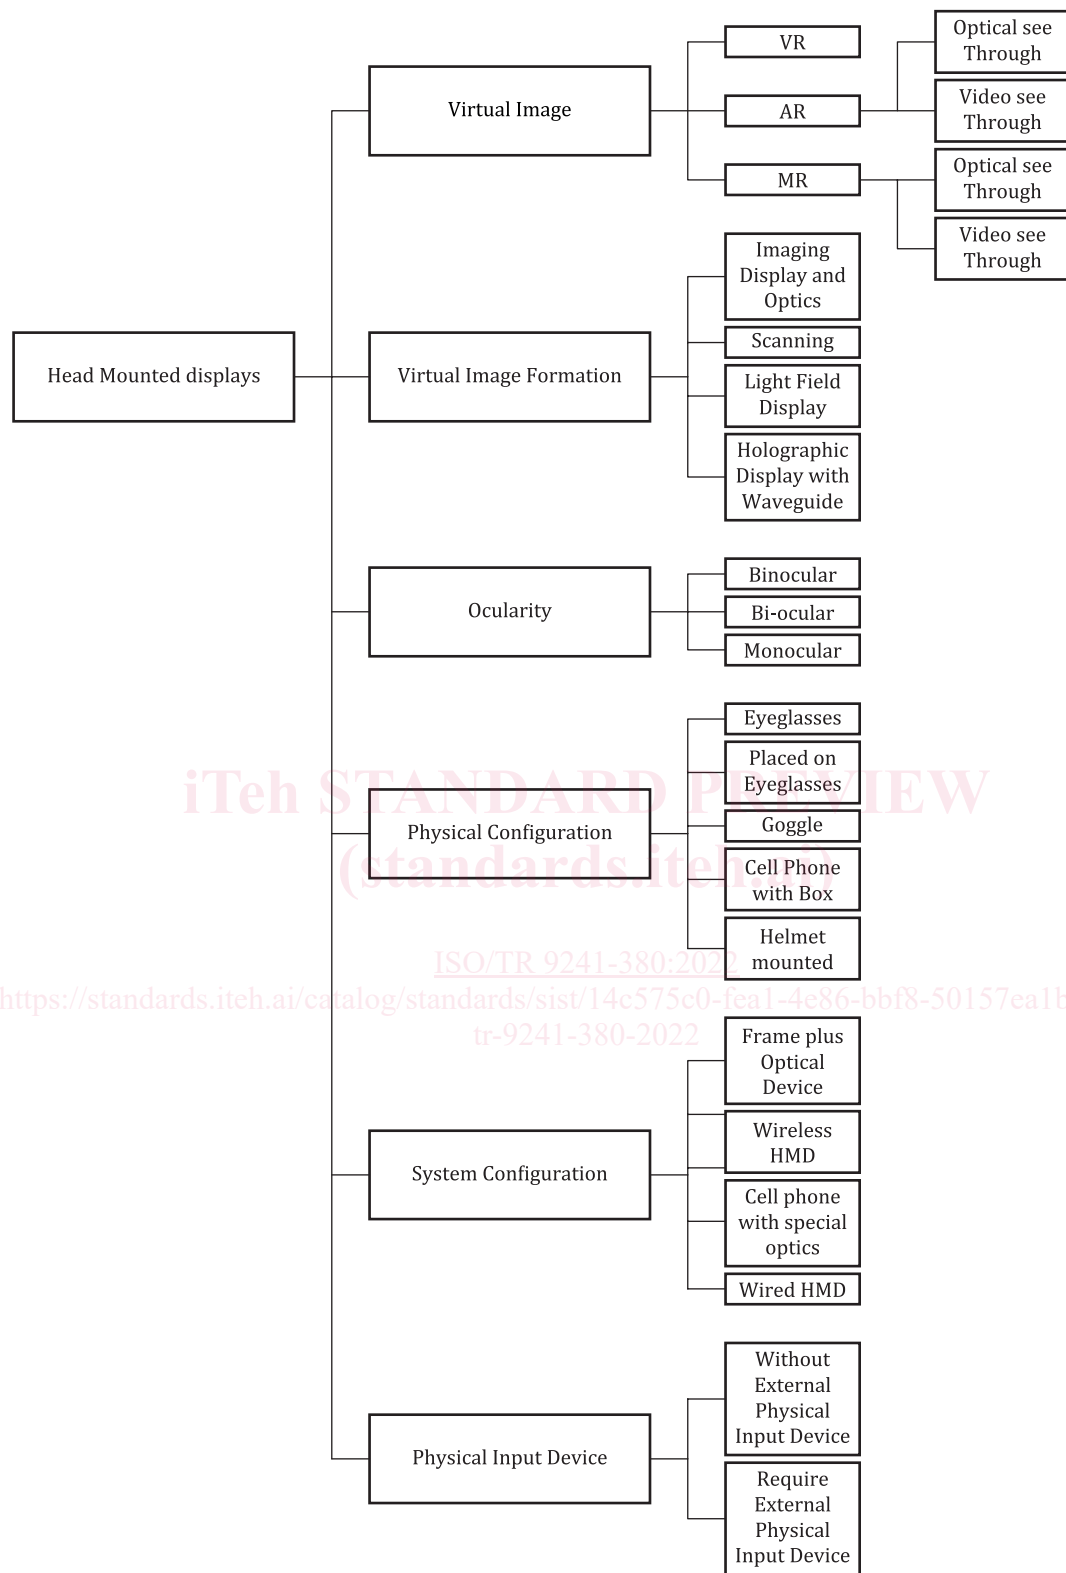 Head Mounted displays
Virtual Image
VR
AR
Optical see
Through
Video see
Through
MR
Optical see
Through
Video see
Through
Virtual Image Formation
Imaging
Display and
Optics
Scanning
Light Field
Display
Holographic
Display with
Waveguide
Ocularity
Binocular
Bi-ocular
Monocular
Physical Configuration
Eyeglasses
Placed on
Eyeglasses
Goggle
Cell Phone
with Box
Helmet
mounted
System Configuration
Frame plus
Optical
Device
Wireless
HMD
Cell phone
with special
optics
Wired HMD
Physical Input Device
Without
External
Physical
Input Device
Require
External
Physical
Input Device
iTeh STANDARD PREVIEW
(standards.iteh.ai)
ISO/TR 9241-380:2022
https://standards.iteh.ai/catalog/standards/sist/14c575c0-fea1-4e86-bbf8-50157ea1b
tr-9241-380-2022